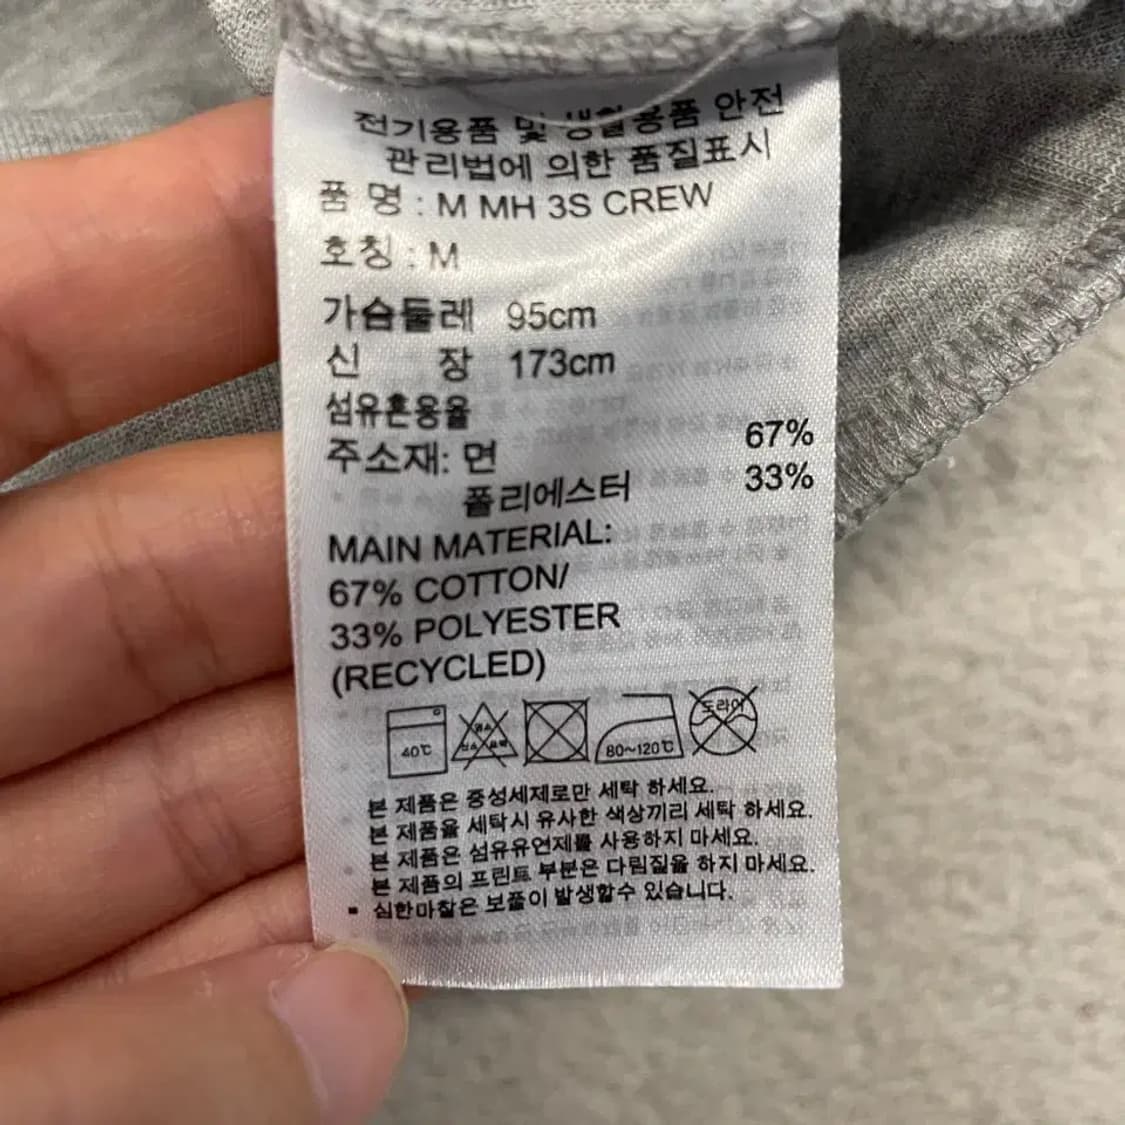 전기용품 및 생활용품 안전
관리법에 의한 품질표시
품 명 : M MH 3S CREW
호칭 : M
가슴둘레 95cm
신 장 173cm
섬유혼용율
주소재: 면 67%
폴리에스터 33%
MAIN MATERIAL:
67% COTTON/
33% POLYESTER
(RECYCLED)
40℃
80~120℃
드라이
본 제품은 중성세제로만 세탁 하세요.
본 제품을 세탁시 유사한 색상끼리 세탁 하세요.
본 제품은 섬유유연제를 사용하지 마세요.
본 제품의 프린트 부분은 다림질을 하지 마세요.
▪ 심한마찰은 보풀이 발생할수 있습니다.